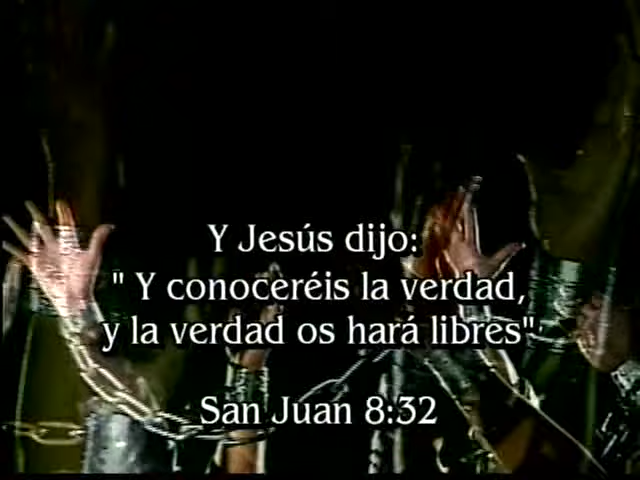 Y Jesús dijo:
" Y conoceréis la verdad,
y la verdad os hará libres"
San Juan 8:32